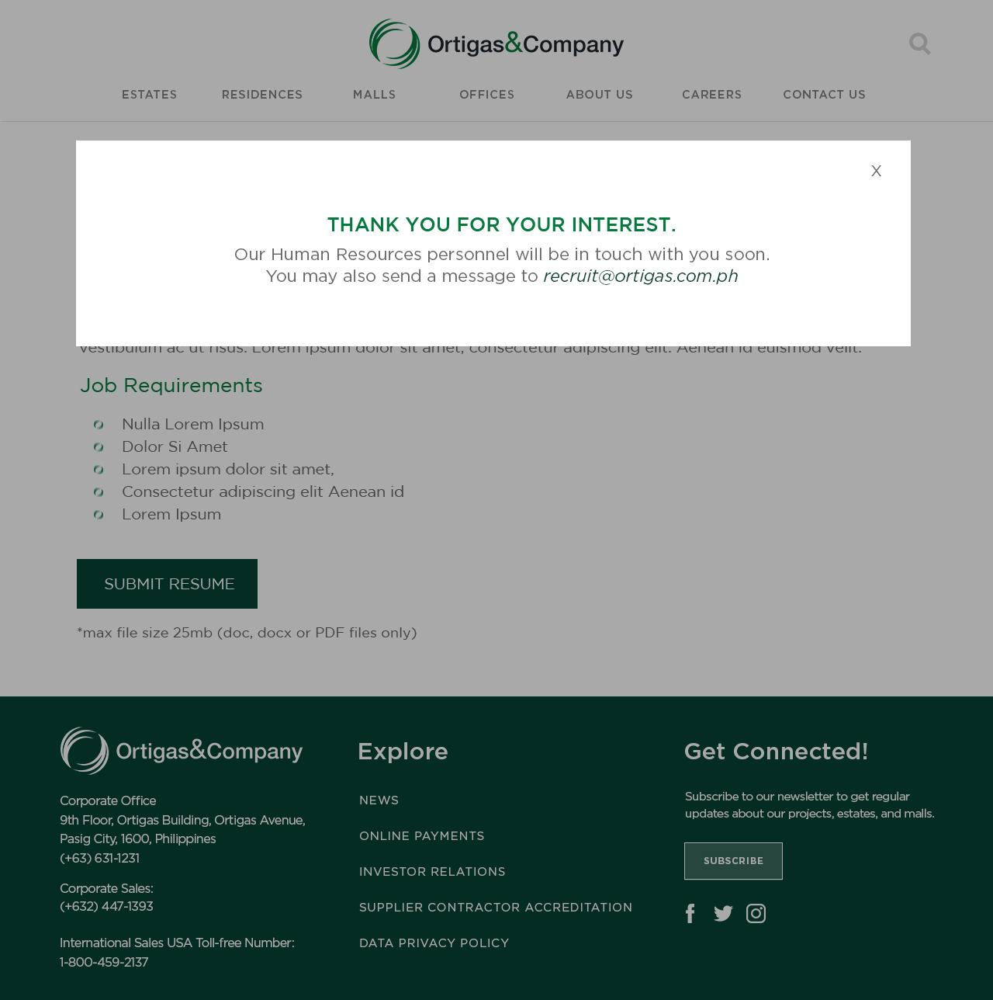 Ortigas&Company
ESTATES RESIDENCES MALLS OFFICES ABOUT US CAREERS CONTACT US
X
THANK YOU FOR YOUR INTEREST.
Our Human Resources personnel will be in touch with you soon.
You may also send a message to recruit@ortigas.com.ph
vestibulum ac ut risus. Lorem ipsum dolor sit amet, consectetur adipiscing elit. Aenean id euismod velit.
Job Requirements
Nulla Lorem Ipsum
Dolor Si Amet
Lorem ipsum dolor sit amet,
Consectetur adipiscing elit Aenean id
Lorem Ipsum
SUBMIT RESUME
*max file size 25mb (doc, docx or PDF files only)
Ortigas&Company
Corporate Office
9th Floor, Ortigas Building, Ortigas Avenue,
Pasig City, 1600, Philippines
(+63) 631-1231
Corporate Sales:
(+632) 447-1393
International Sales USA Toll-free Number:
1-800-459-2137
Explore
NEWS
ONLINE PAYMENTS
INVESTOR RELATIONS
SUPPLIER CONTRACTOR ACCREDITATION
DATA PRIVACY POLICY
Get Connected!
Subscribe to our newsletter to get regular
updates about our projects, estates, and malls.
SUBSCRIBE